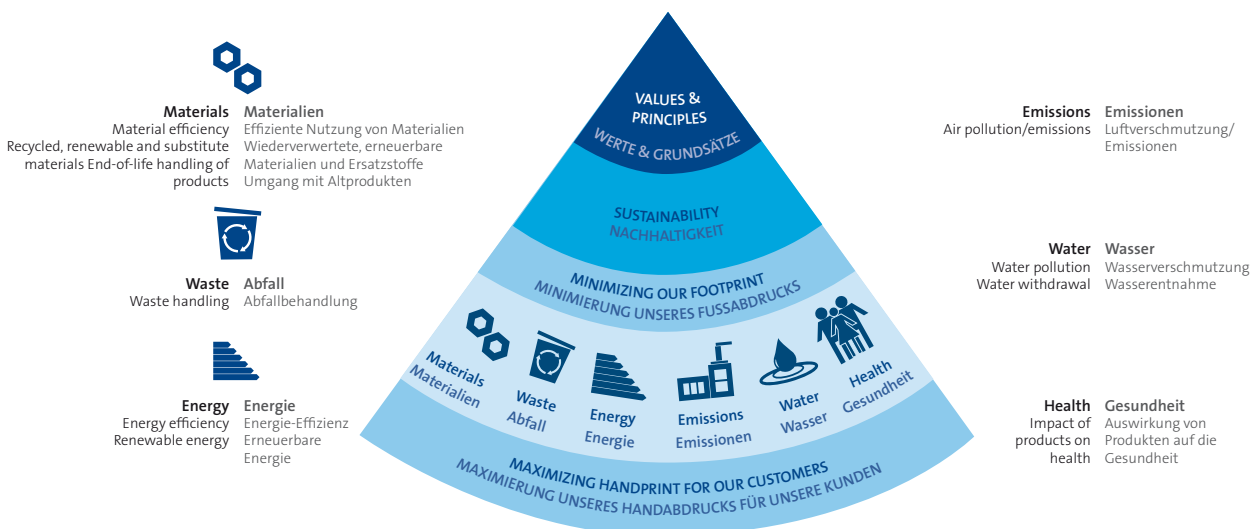 Materials
Material efficiency
Recycled, renewable and substitute
materials End-of-life handling of
products
Materialien
Effiziente Nutzung von Materialien
Wiederverwertete, erneuerbare
Materialien und Ersatzstoffe
Umgang mit Altprodukten
Waste
Waste handling
Abfall
Abfallbehandlung
Energy
Energy efficiency
Renewable energy
Energie
Energie-Effizienz
Erneuerbare
Energie
VALUES &
PRINCIPLES
WERTE & GRUNDSÄTZE
SUSTAINABILITY
NACHHALTIGKEIT
MINIMIZING OUR FOOTPRINT
MINIMIERUNG UNSERES FUSSABDRUCKS
Materials
Materialien
Waste
Abfall
Energy
Energie
Emissions
Emissionen
Water
Wasser
Health
Gesundheit
MAXIMIZING HANDPRINT FOR OUR CUSTOMERS
MAXIMIERUNG UNSERES HANDABDRUCKS FÜR UNSERE KUNDEN
Emissions
Air pollution/emissions
Emissionen
Luftverschmutzung/
Emissionen
Water
Water pollution
Water withdrawal
Wasser
Wasserverschmutzung
Wasserentnahme
Health
Impact of
products on
health
Gesundheit
Auswirkung von
Produkten auf die
Gesundheit